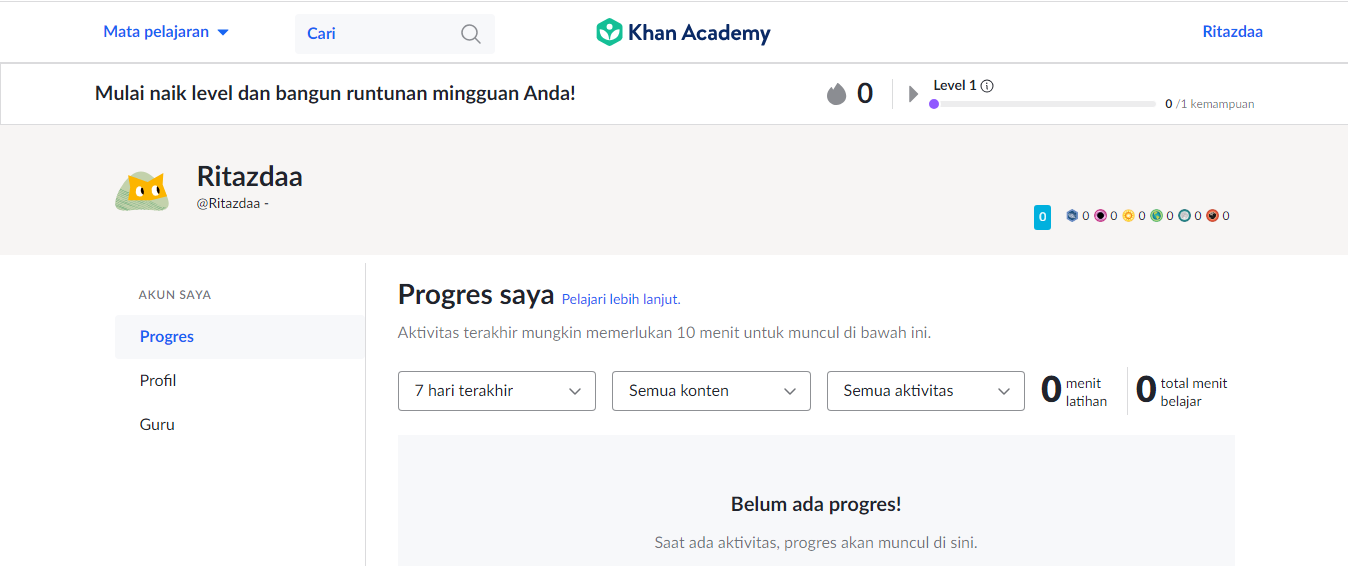 Mata pelajaran
Cari
Khan Academy
Ritazdaa
Mulai naik level dan bangun runtunan mingguan Anda!
0
Level 1
0 /1 kemampuan
Ritazdaa
@Ritazdaa -
0
0 0 0 0 0 0
AKUN SAYA
Progres
Profil
Guru
Progres saya Pelajari lebih lanjut.
Aktivitas terakhir mungkin memerlukan 10 menit untuk muncul di bawah ini.
7 hari terakhir
Semua konten
Semua aktivitas
0 menit
latihan
0 total menit
belajar
Belum ada progres!
Saat ada aktivitas, progres akan muncul di sini.